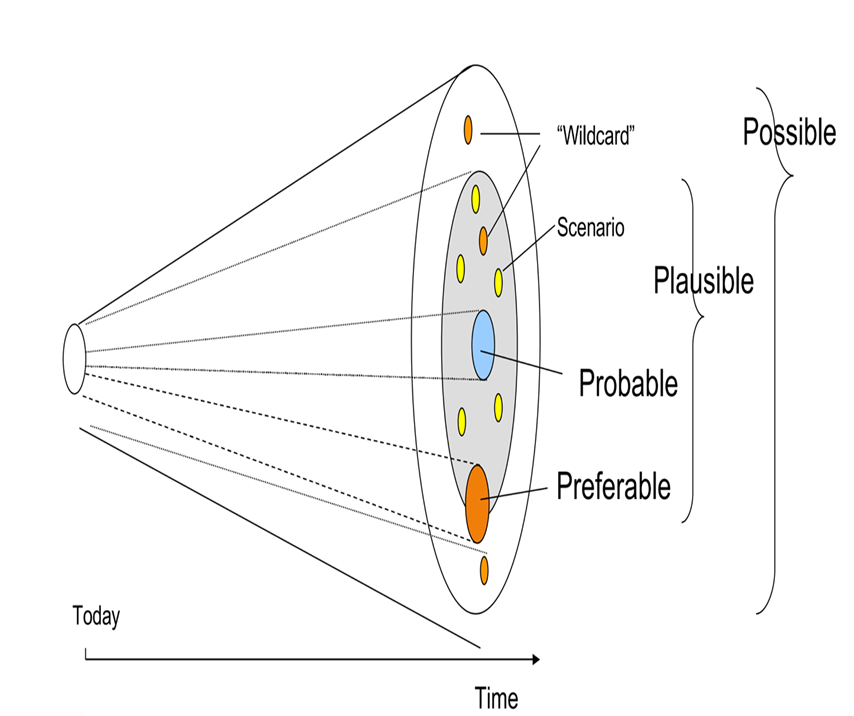 Possible
“Wildcard”
Scenario
Plausible
Probable
Preferable
Today
Time